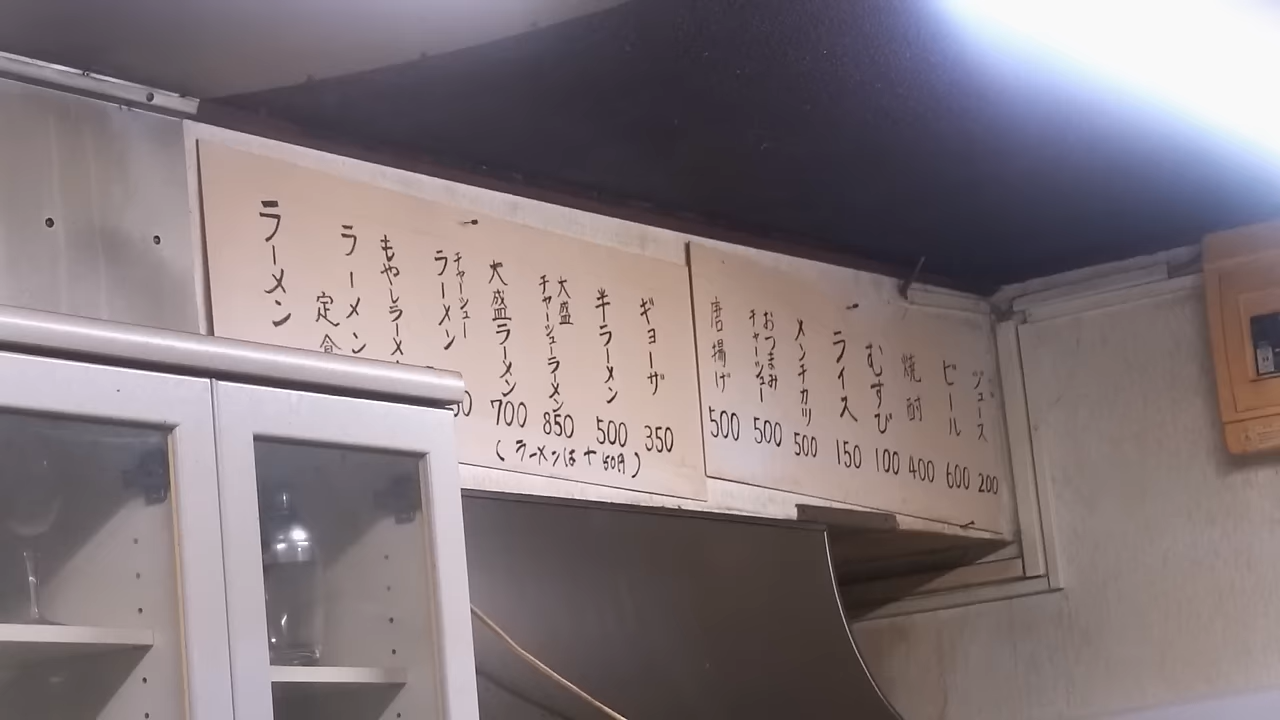 ラーメン
ラーメン
定食
もやしラーメ
チャーシュー
ラーメン
大盛ラーメン
700
大盛
チャーシューラーメン
850
半ラーメン
500
ギョーザ
350
(ラーメンは+50円)
唐揚げ
500
おつまみ
チャーシュー
500
メンチカツ
500
ライス
150
むすび
100
焼酎
400
ビール
600
ジュース
200